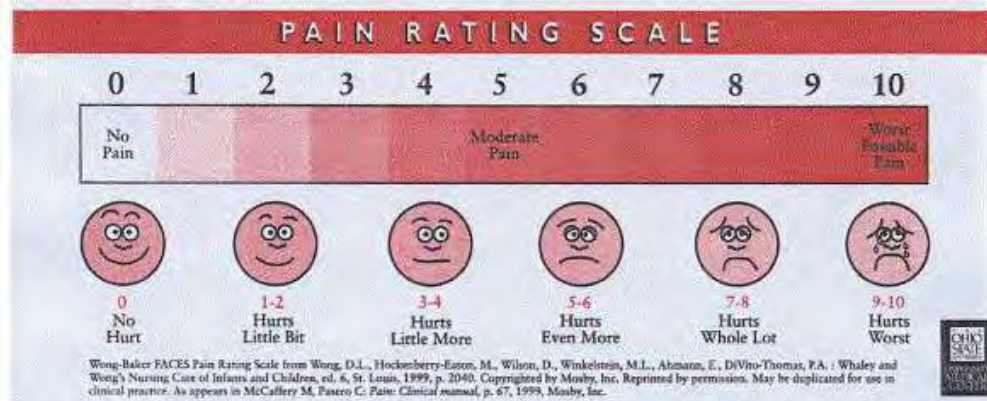 PAIN RATING SCALE
0 1 2 3 4 5 6 7 8 9 10
No
Pain
Moderate
Pain
Worst
Possible
Pain
0
No
Hurt
1-2
Hurts
Little Bit
3-4
Hurts
Little More
5-6
Hurts
Even More
7-8
Hurts
Whole Lot
9-10
Hurts
Worst
Wong-Baker FACES Pain Rating Scale from Wong, D.L., Hockenberry-Eaton, M., Wilson, D., Winkelstein, M.L., Ahmann, E., DiVito-Thomas, P.A. : Whaley and
Wong's Nursing Care of Infants and Children, ed. 6, St. Louis, 1999, p. 2040. Copyrighted by Mosby, Inc. Reprinted by permission. May be duplicated for use in
clinical practice. As appears in McCaffery M, Pasero C: Pain: Clinical manual, p. 67, 1999, Mosby, Inc.
OHIO
STATE
MEDICAL
CENTER